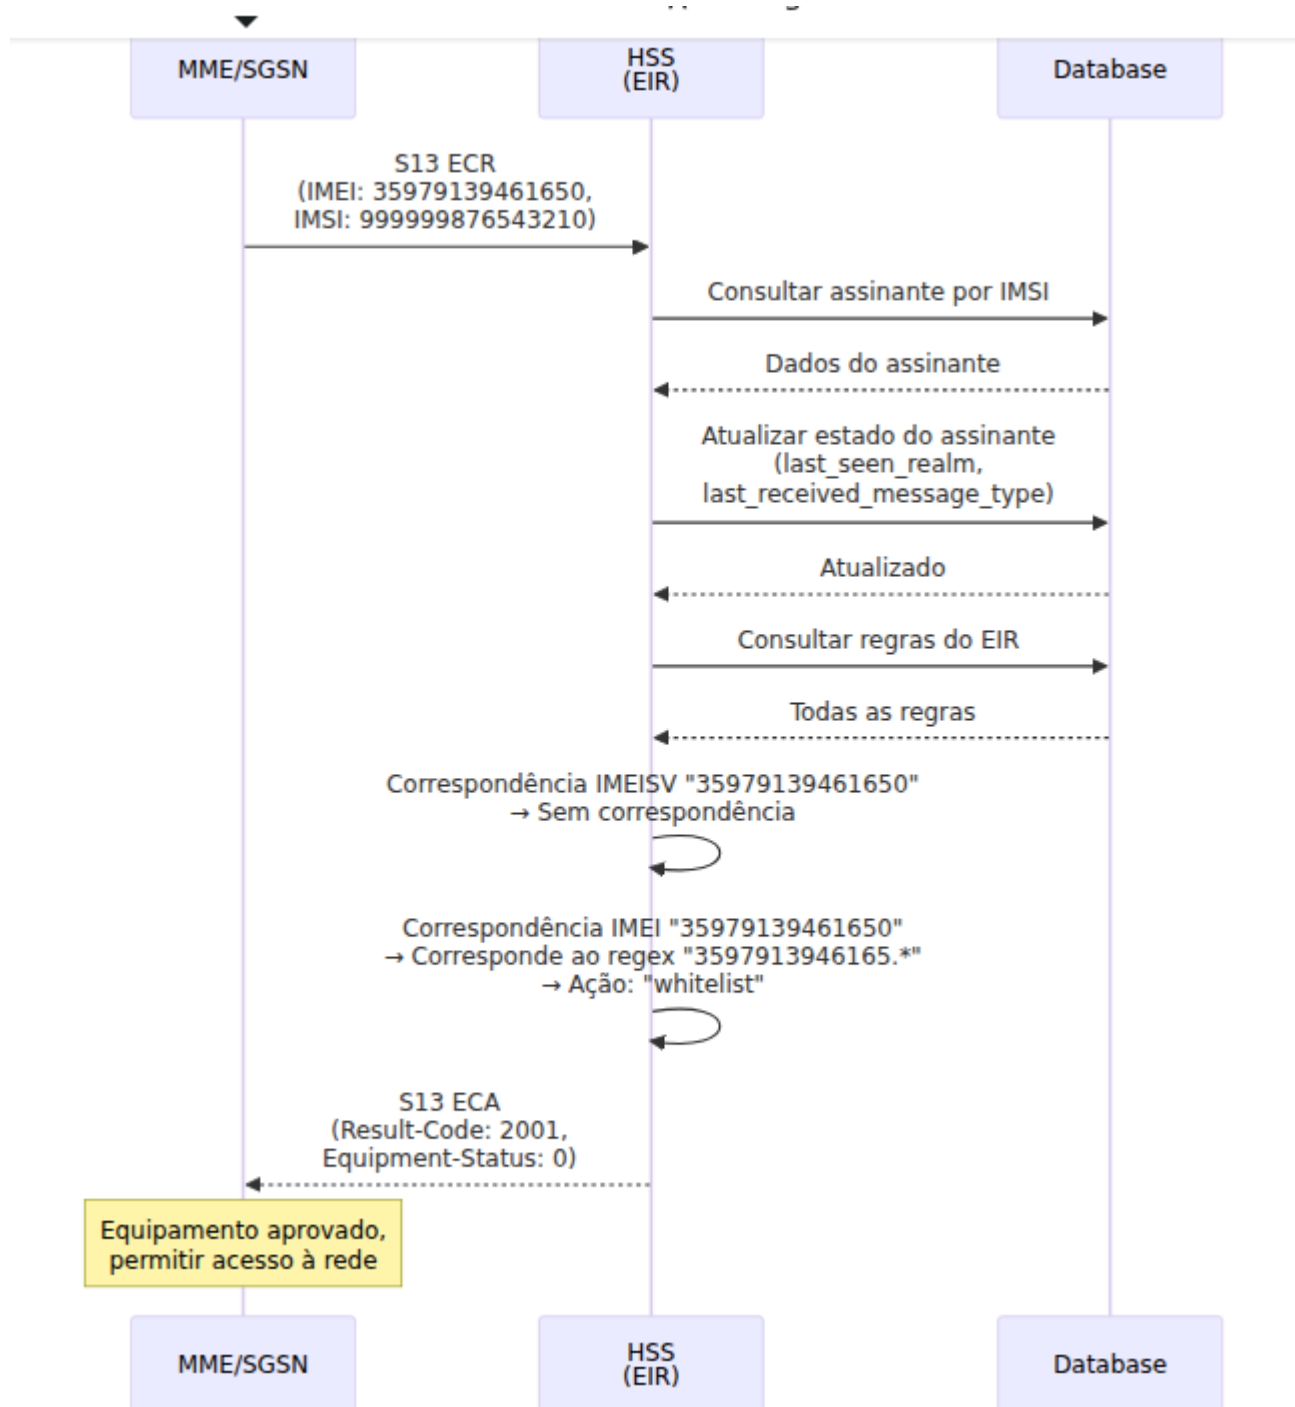 MME/SGSN
HSS
(EIR)
Database
S13 ECR
(IMEI: 35979139461650,
IMSI: 999999876543210)
Consultar assinante por IMSI
Dados do assinante
Atualizar estado do assinante
(last_seen_realm,
last_received_message_type)
Atualizado
Consultar regras do EIR
Todas as regras
Correspondência IMEISV "35979139461650"
→ Sem correspondência
Correspondência IMEI "35979139461650"
→ Corresponde ao regex "3597913946165.*"
→ Ação: "whitelist"
S13 ECA
(Result-Code: 2001,
Equipment-Status: 0)
Equipamento aprovado,
permitir acesso à rede
MME/SGSN
HSS
(EIR)
Database